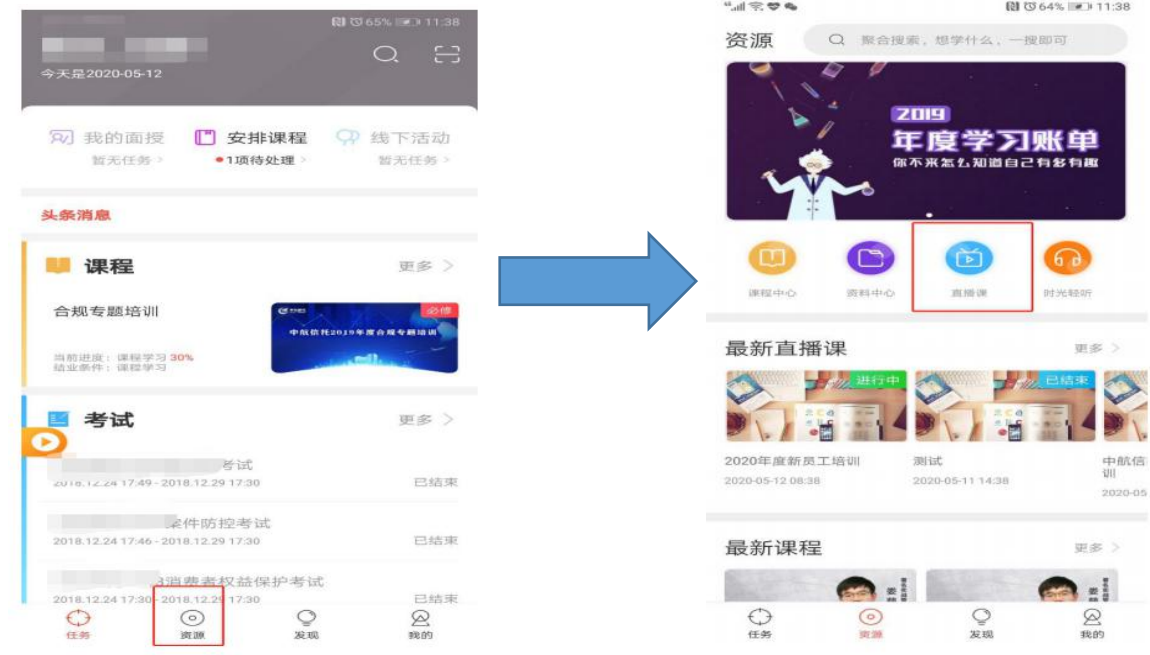 65% 11:38
今天是2020-05-12
我的面授 安排课程 线下活动
暂无任务 > 1项待处理 > 暂无任务 >
头条消息
课程 更多 >
合规专题培训
必修
中航信托2019年度合规专题培训
当前进度：课程学习 30%
结业条件：课程学习
考试 更多 >
考试
2018.12.24 17:49 - 2018.12.29 17:30 已结束
案件防控考试
2018.12.24 17:46 - 2018.12.29 17:30 已结束
消费者权益保护考试
2018.12.24 17:30 - 2018.12.29 17:30 已结束
任务 资源 发现 我的
64% 11:38
资源 聚合搜索，想学什么，一搜即可
2019
年度学习账单
你不来怎么知道自己有多有趣
课程中心 资料中心 直播课 时光轻听
最新直播课 更多 >
进行中 已结束
2020年度新员工培训 测试 中航信
训
2020-05-12 08:38 2020-05-11 14:38
2020-05
最新课程 更多 >
任务 资源 发现 我的